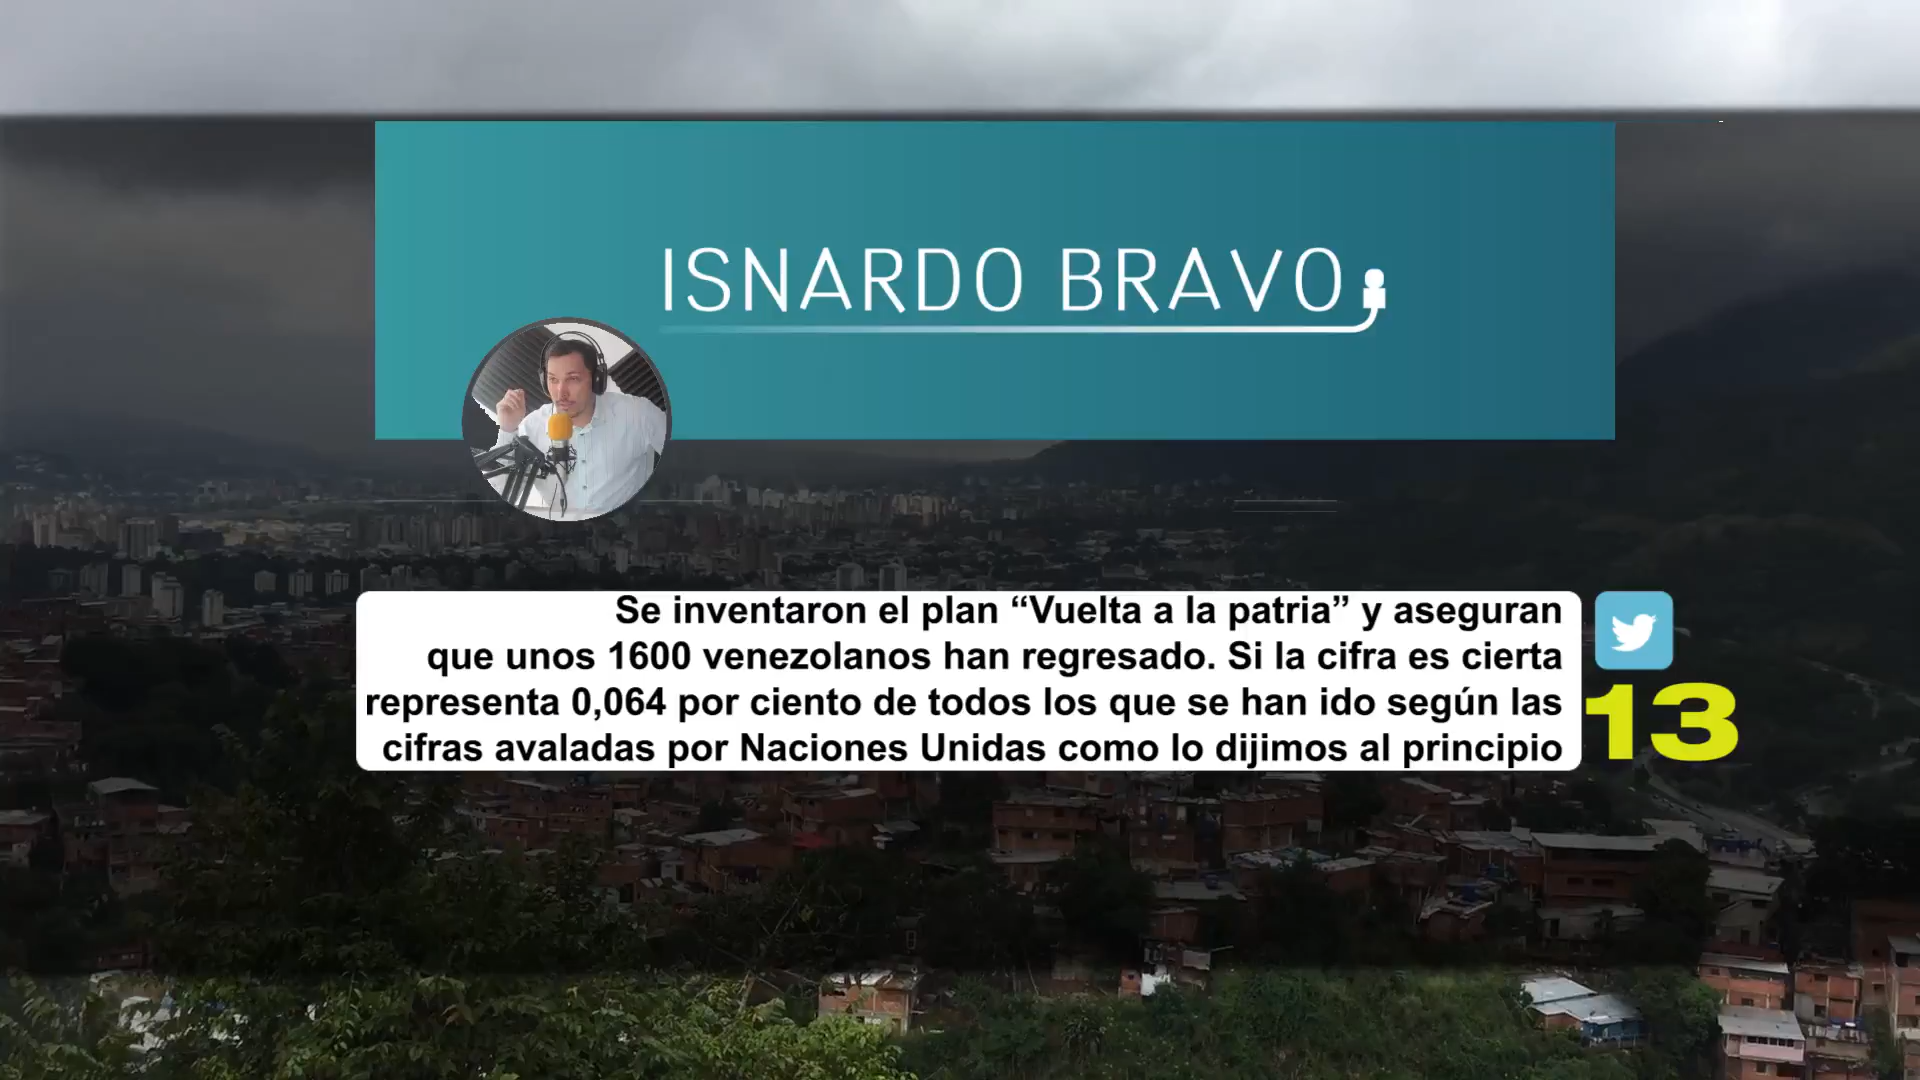 ISNARDO BRAVO
Se inventaron el plan “Vuelta a la patria” y aseguran
que unos 1600 venezolanos han regresado. Si la cifra es cierta
representa 0,064 por ciento de todos los que se han ido según las
cifras avaladas por Naciones Unidas como lo dijimos al principio
13